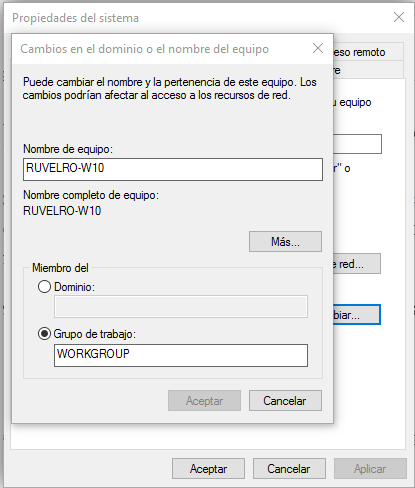 Propiedades del sistema
Cambios en el dominio o el nombre del equipo
eso remoto
re
Puede cambiar el nombre y la pertenencia de este equipo. Los
cambios podrían afectar al acceso a los recursos de red.
u equipo
Nombre de equipo:
RUVELRO-W10
r" o
Nombre completo de equipo:
RUVELRO-W10
Más...
Miembro del
e red...
Dominio:
biar...
Grupo de trabajo:
WORKGROUP
Aceptar
Cancelar
Aceptar
Cancelar
Aplicar